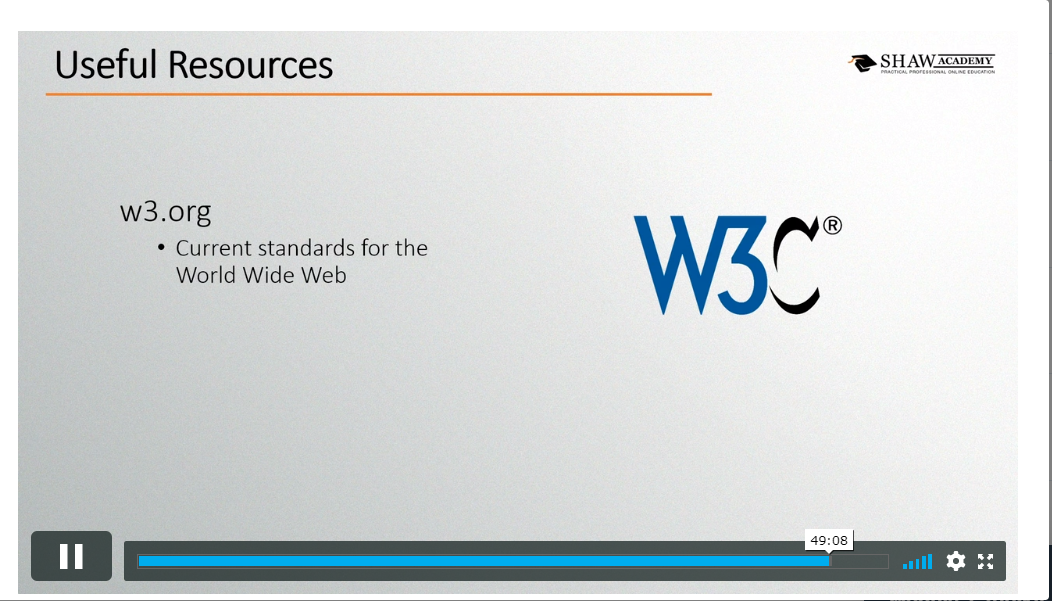 Useful Resources
SHAW ACADEMY
PRACTICAL PROFESSIONAL ONLINE EDUCATION
w3.org
• Current standards for the
World Wide Web
W3C®
49:08